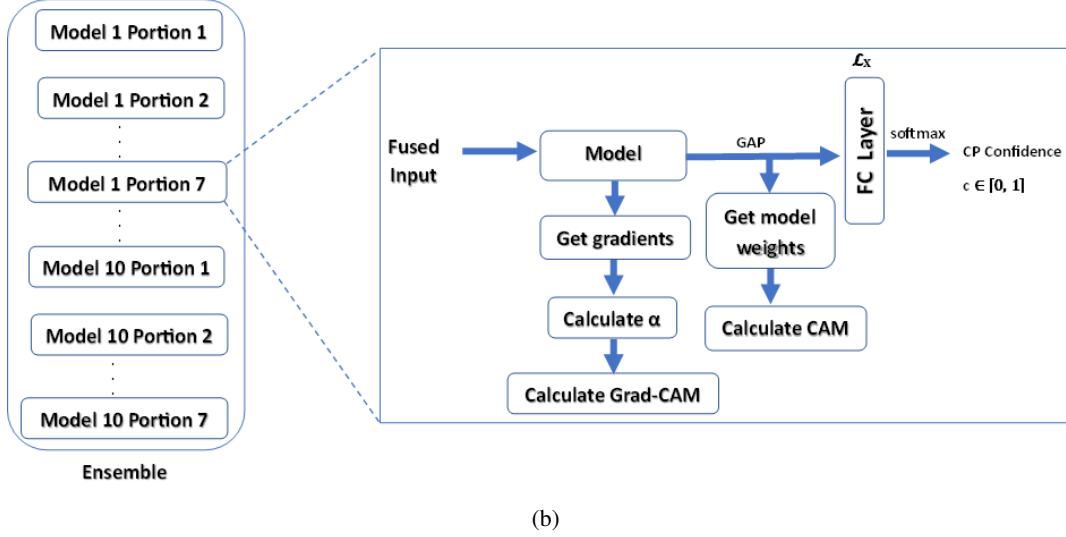 Model 1 Portion 1
Model 1 Portion 2
Model 1 Portion 7
Model 10 Portion 1
Model 10 Portion 2
Model 10 Portion 7
Ensemble
Fused
Input
Model
GAP
ℒx
FC Layer
softmax
CP Confidence
c ∈ [0, 1]
Get gradients
Get model
weights
Calculate α
Calculate CAM
Calculate Grad-CAM
(b)